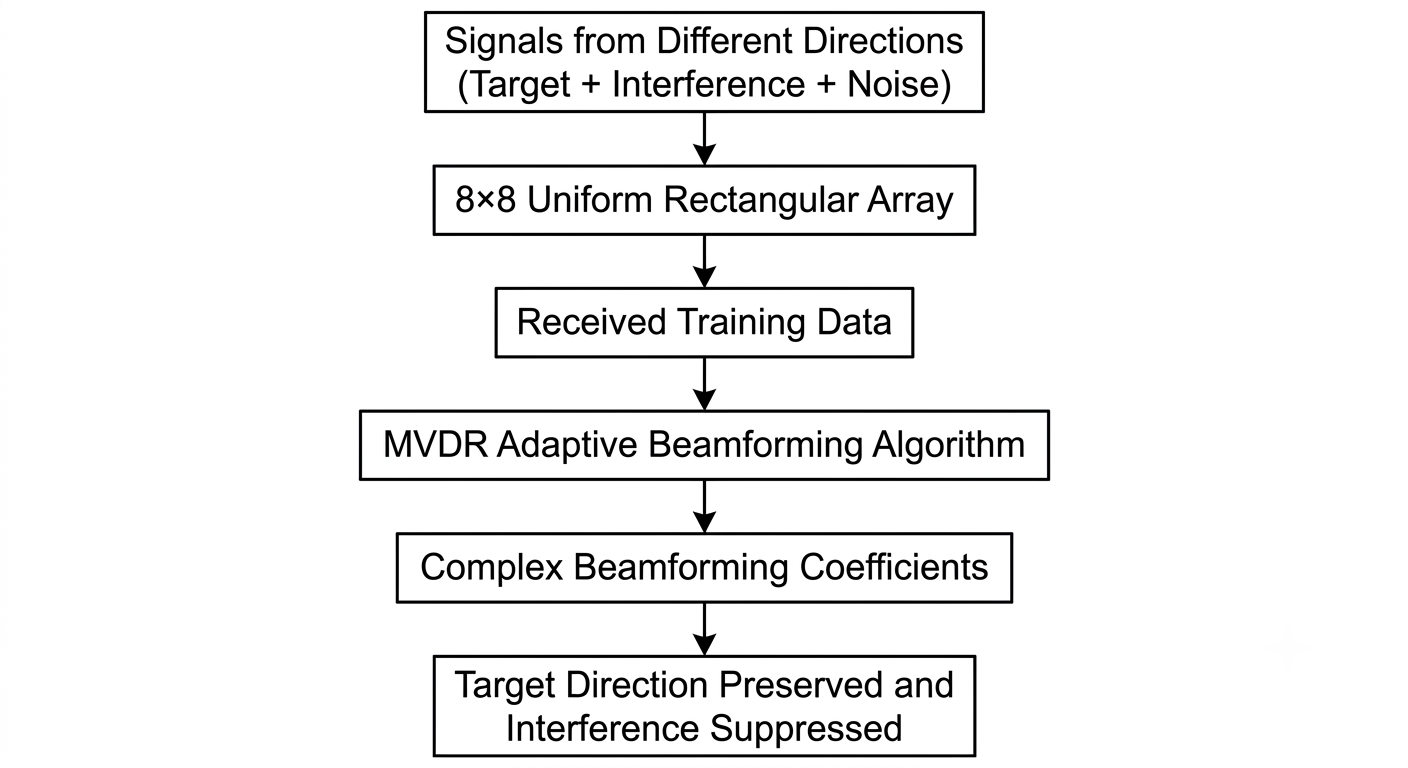 Signals from Different Directions
(Target + Interference + Noise)
8×8 Uniform Rectangular Array
Received Training Data
MVDR Adaptive Beamforming Algorithm
Complex Beamforming Coefficients
Target Direction Preserved and
Interference Suppressed